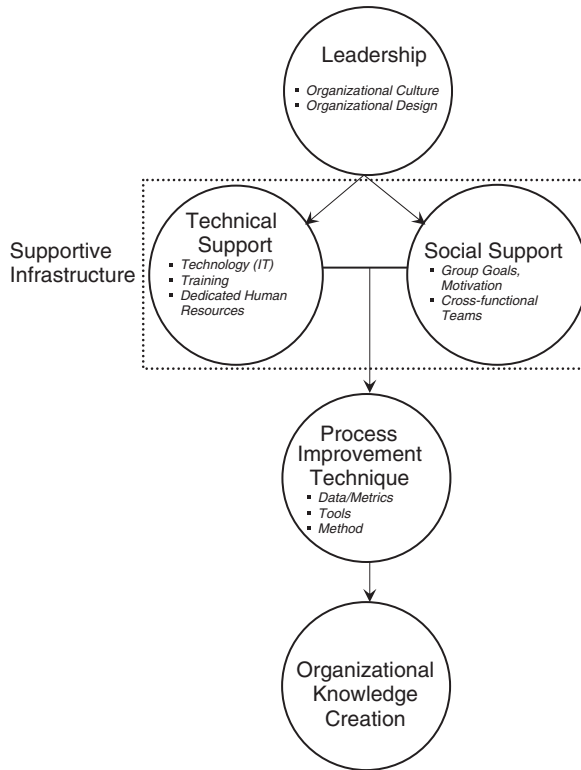 Leadership
▪ Organizational Culture
▪ Organizational Design
Supportive
Infrastructure
Technical
Support
▪ Technology (IT)
▪ Training
▪ Dedicated Human
Resources
Social Support
▪ Group Goals,
Motivation
▪ Cross-functional
Teams
Process
Improvement
Technique
▪ Data/Metrics
▪ Tools
▪ Method
Organizational
Knowledge
Creation